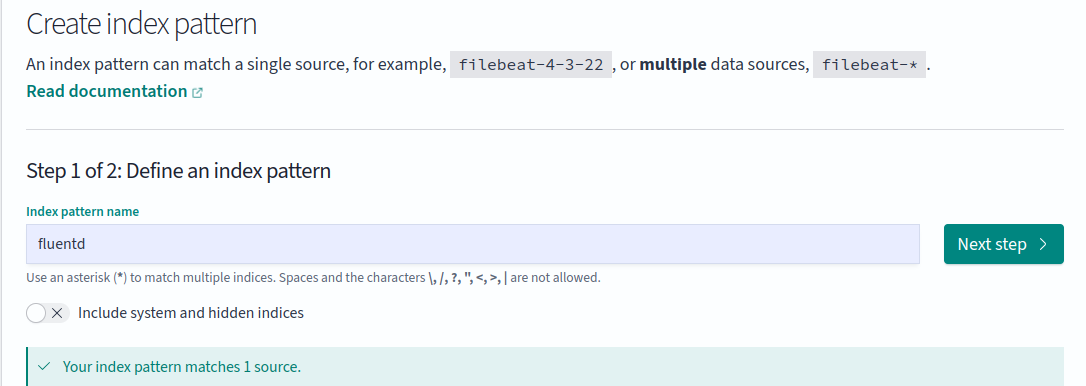 Create index pattern
An index pattern can match a single source, for example, filebeat-4-3-22 , or multiple data sources, filebeat-* .
Read documentation
Step 1 of 2: Define an index pattern
Index pattern name
fluentd
Next step
Use an asterisk (*) to match multiple indices. Spaces and the characters \, /, ?, ", <, >, | are not allowed.
Include system and hidden indices
Your index pattern matches 1 source.